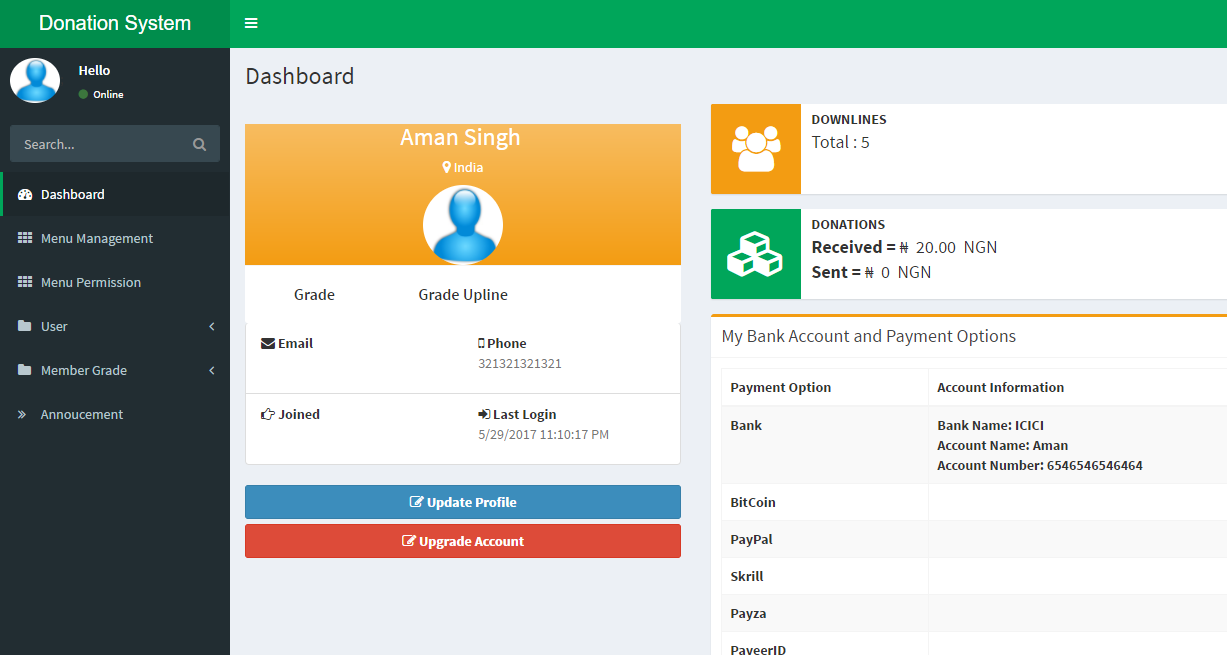 Donation System
Hello
Online
Search...
Dashboard
Menu Management
Menu Permission
User
Member Grade
Annoucement
Dashboard
Aman Singh
India
Grade Grade Upline
Email Phone
321321321321
Joined Last Login
5/29/2017 11:10:17 PM
Update Profile
Upgrade Account
DOWNLINES
Total : 5
DONATIONS
Received = ₦ 20.00 NGN
Sent = ₦ 0 NGN
My Bank Account and Payment Options
Payment Option Account Information
Bank Bank Name: ICICI
Account Name: Aman
Account Number: 6546546546464
BitCoin
PayPal
Skrill
Payza
PayeerID